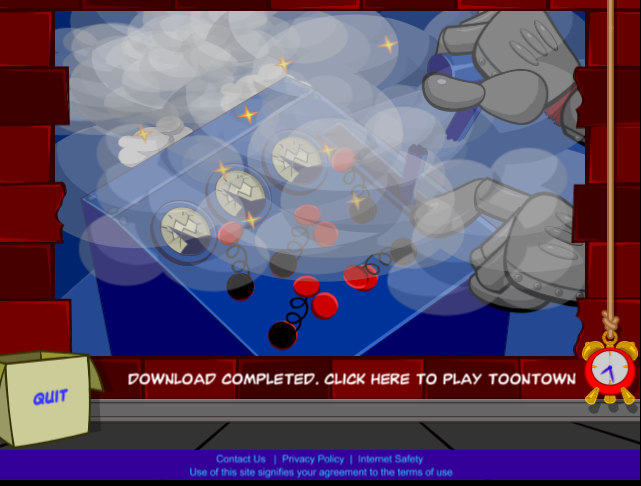 DOWNLOAD COMPLETED. CLICK HERE TO PLAY TOONTOWN
QUIT
Contact Us | Privacy Policy | Internet Safety
Use of this site signifies your agreement to the terms of use